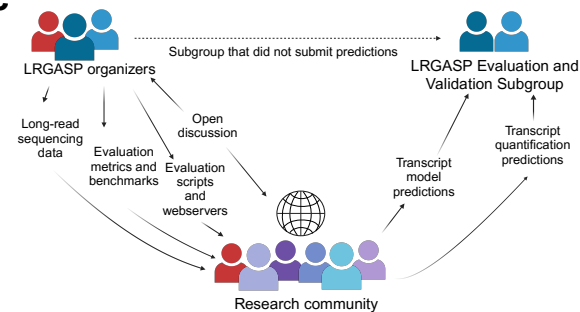 Subgroup that did not submit predictions
LRGASP organizers
LRGASP Evaluation and
Validation Subgroup
Long-read
sequencing
data
Evaluation
metrics and
benchmarks
Evaluation
scripts
and
webservers
Open
discussion
Transcript
model
predictions
Transcript
quantification
predictions
Research community